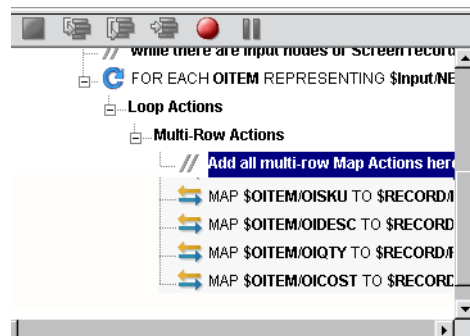 // while there are input nodes or Screen record
FOR EACH OITEM REPRESENTING $Input/NE
Loop Actions
Multi-Row Actions
// Add all multi-row Map Actions here
MAP $OITEM/OISKU TO $RECORD/
MAP $OITEM/OIDESC TO $RECORD
MAP $OITEM/OIQTY TO $RECORD/
MAP $OITEM/OICOST TO $RECORD